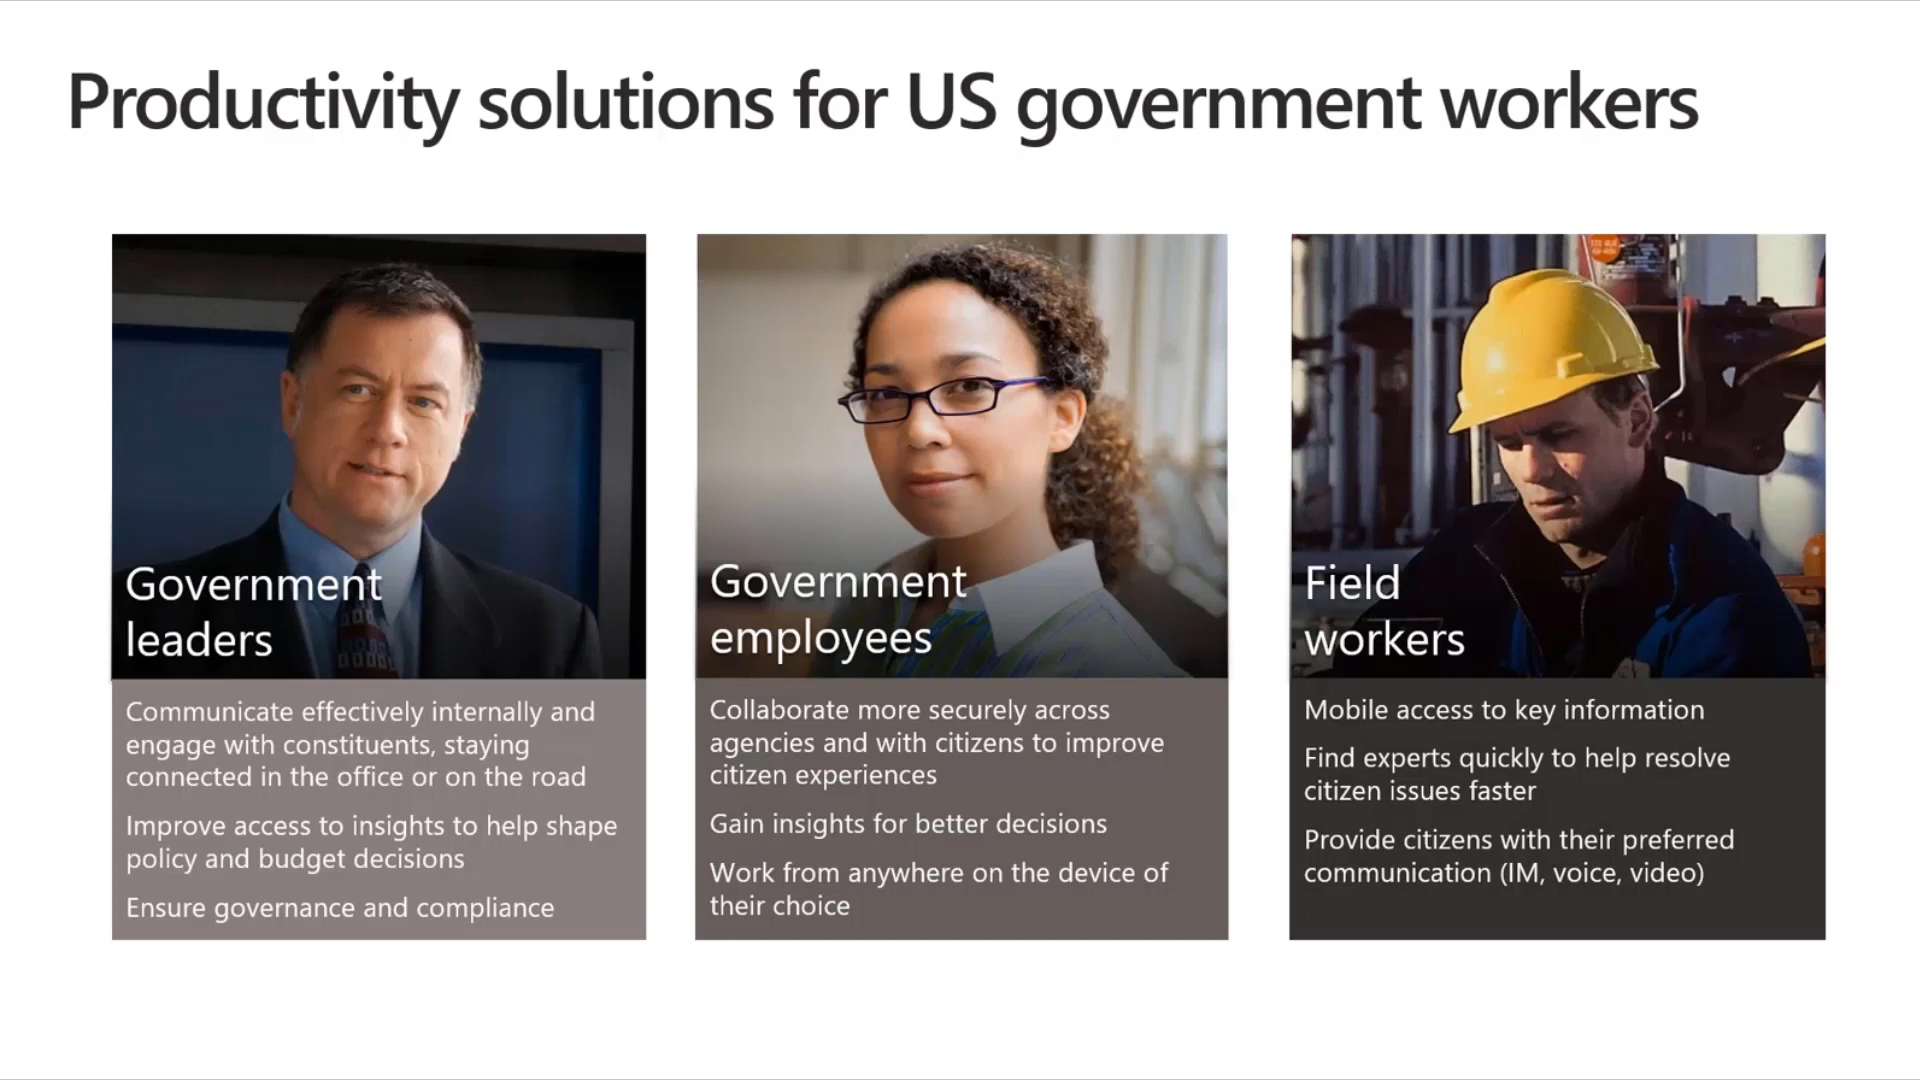 Productivity solutions for US government workers
Government
leaders
Communicate effectively internally and
engage with constituents, staying
connected in the office or on the road
Improve access to insights to help shape
policy and budget decisions
Ensure governance and compliance
Government
employees
Collaborate more securely across
agencies and with citizens to improve
citizen experiences
Gain insights for better decisions
Work from anywhere on the device of
their choice
Field
workers
Mobile access to key information
Find experts quickly to help resolve
citizen issues faster
Provide citizens with their preferred
communication (IM, voice, video)